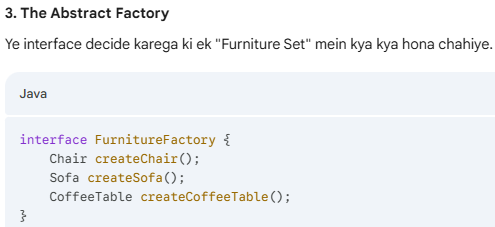 3. The Abstract Factory
Ye interface decide karega ki ek "Furniture Set" mein kya kya hona chahiye.
Java
interface FurnitureFactory {
    Chair createChair();
    Sofa createSofa();
    CoffeeTable createCoffeeTable();
}